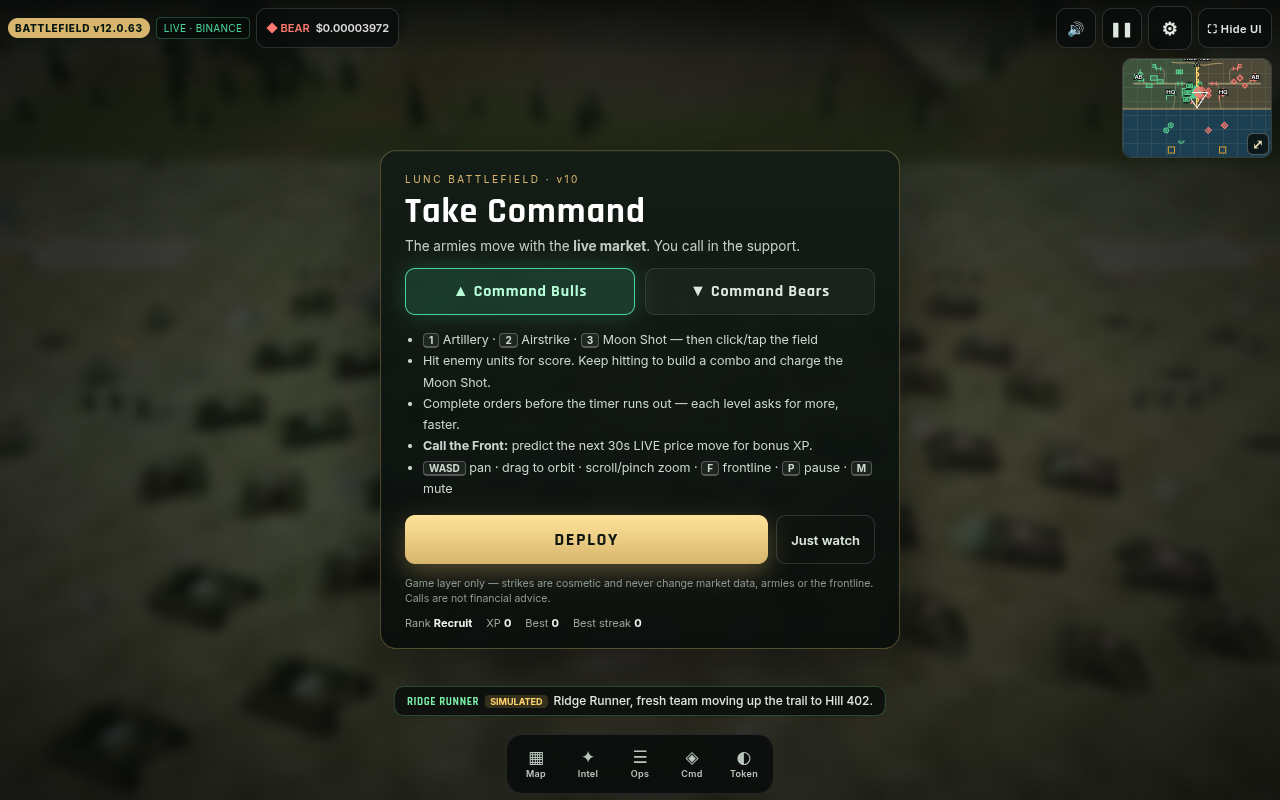 BATTLEFIELD v12.0.63 LIVE · BINANCE ◆ BEAR $0.00003972 Hide UI
AB AB
HQ HQ
LUNC BATTLEFIELD · v10
Take Command
The armies move with the live market. You call in the support.
▲ Command Bulls ▼ Command Bears
• 1 Artillery · 2 Airstrike · 3 Moon Shot — then click/tap the field
• Hit enemy units for score. Keep hitting to build a combo and charge the
Moon Shot.
• Complete orders before the timer runs out — each level asks for more,
faster.
• Call the Front: predict the next 30s LIVE price move for bonus XP.
• WASD pan · drag to orbit · scroll/pinch zoom · F frontline · P pause · M
mute
DEPLOY Just watch
Game layer only — strikes are cosmetic and never change market data, armies or the frontline.
Calls are not financial advice.
Rank Recruit XP 0 Best 0 Best streak 0
RIDGE RUNNER SIMULATED Ridge Runner, fresh team moving up the trail to Hill 402.
Map Intel Ops Cmd Token